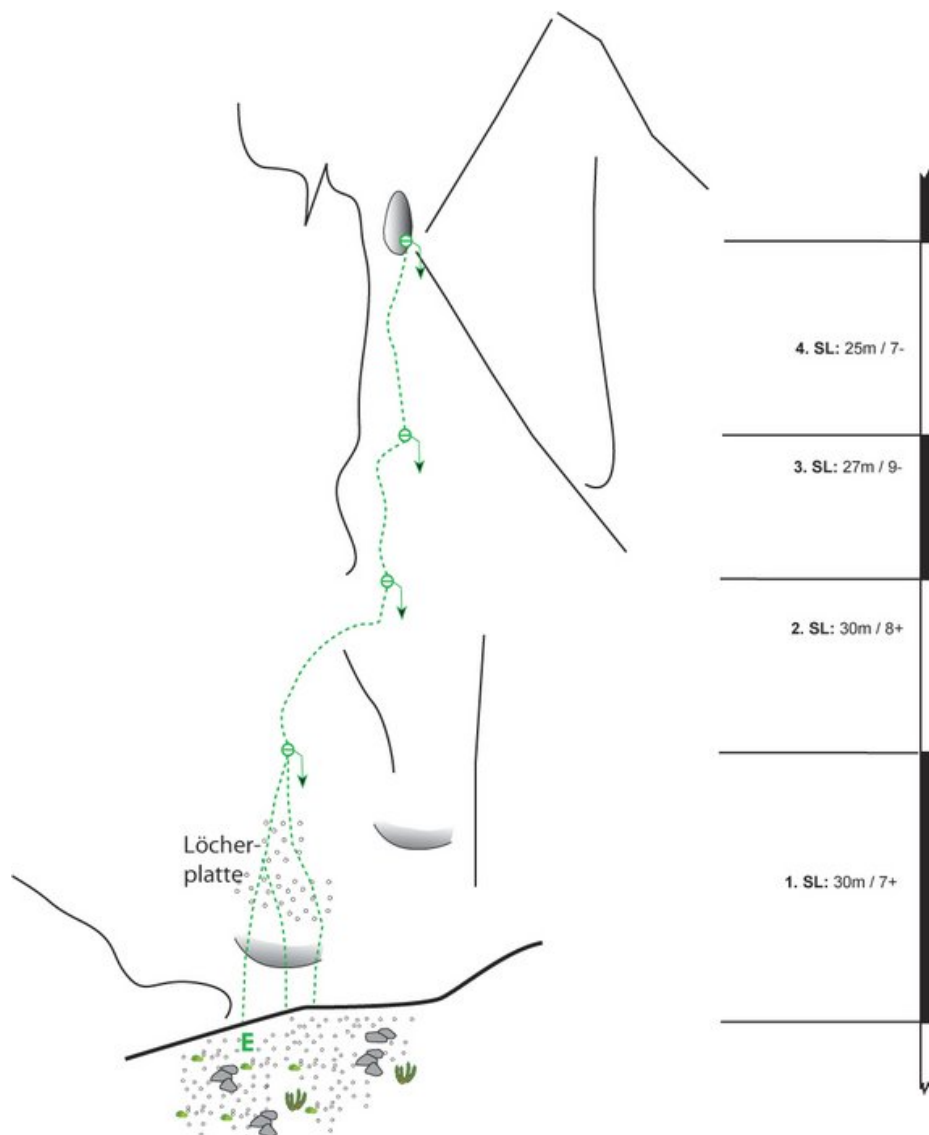 4. SL: 25m / 7-
3. SL: 27m / 9-
2. SL: 30m / 8+
Löcher-
platte
1. SL: 30m / 7+
E